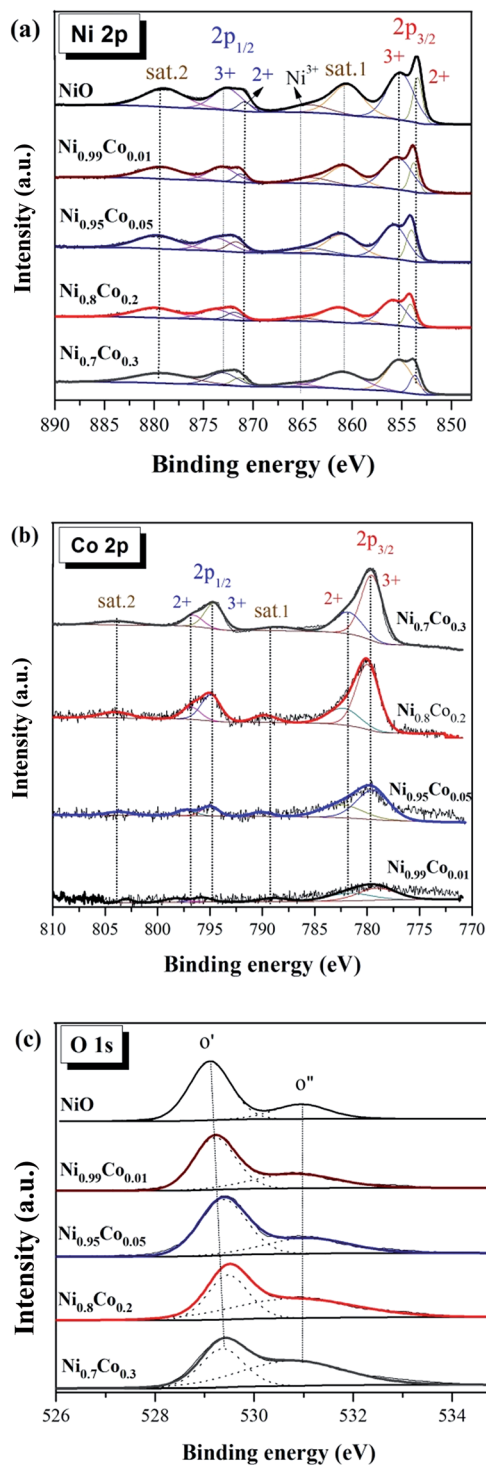 (a)
Ni 2p
2p1/2
2p3/2
sat.2
3+
2+
Ni3+
sat.1
3+
2+
NiO
Ni0.99Co0.01
Ni0.95Co0.05
Ni0.8Co0.2
Ni0.7Co0.3
Intensity (a.u.)
890 885 880 875 870 865 860 855 850
Binding energy (eV)
(b)
Co 2p
2p3/2
2p1/2
3+
sat.2
2+
3+
sat.1
2+
Ni0.7Co0.3
Ni0.8Co0.2
Ni0.95Co0.05
Ni0.99Co0.01
Intensity (a.u.)
810 805 800 795 790 785 780 775 770
Binding energy (eV)
(c)
O 1s
o'
o"
NiO
Ni0.99Co0.01
Ni0.95Co0.05
Ni0.8Co0.2
Ni0.7Co0.3
Intensity (a.u.)
526 528 530 532 534
Binding energy (eV)